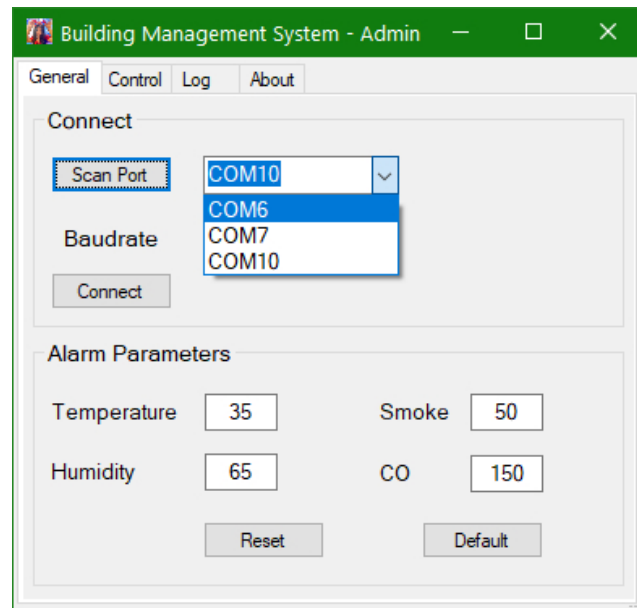 Building Management System - Admin
General Control Log About
Connect
Scan Port COM10
COM6
Baudrate COM7
COM10
Connect
Alarm Parameters
Temperature 35 Smoke 50
Humidity 65 CO 150
Reset Default